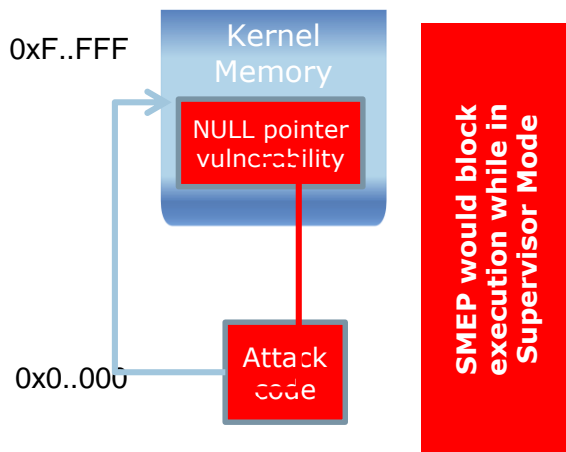 0xF..FFF
Kernel
Memory
NULL pointer
vulnerability
Attack
code
0x0..000
SMEP would block
execution while in
Supervisor Mode